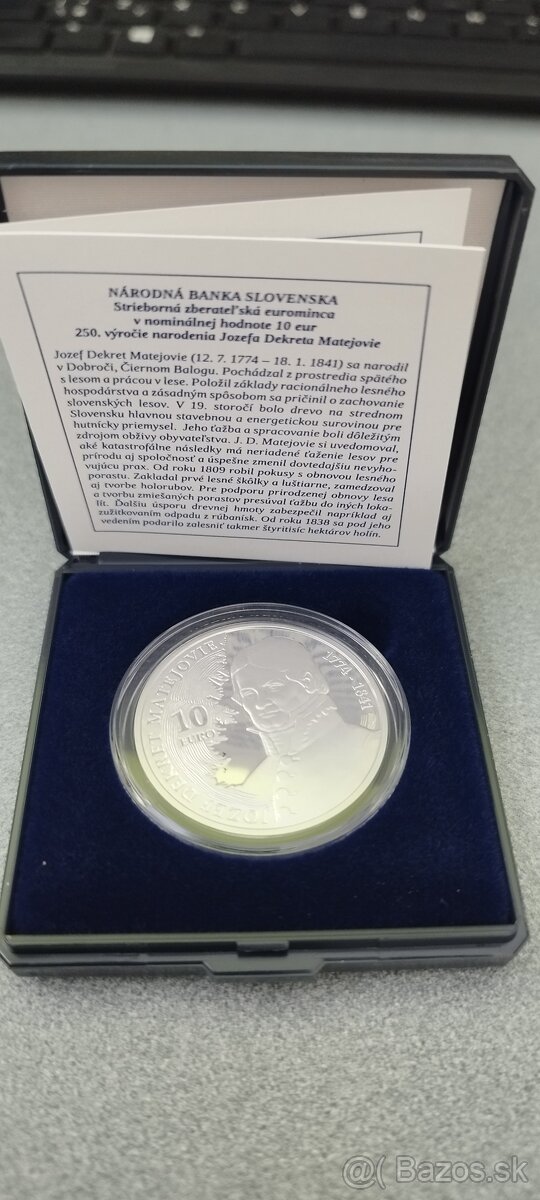 NÁRODNÁ BANKA SLOVENSKA
Strieborná zberateľská eurominca
v nominálnej hodnote 10 eur
250. výročie narodenia Jozefa Dekreta Matejovie
Jozef Dekret Matejovie (12. 7. 1774 – 18. 1. 1841) sa narodil
v Dobroči, Čiernom Balogu. Pochádzal z prostredia spätého
s lesom a prácou v lese. Položil základy racionálneho lesného
hospodárstva a zásadným spôsobom sa pričinil o zachovanie
slovenských lesov. V 19. storočí bolo drevo na strednom
Slovensku hlavnou stavebnou a energetickou surovinou pre
hutnícky priemysel. Jeho ťažba a spracovanie boli dôležitým
zdrojom obživy obyvateľstva. J. D. Matejovie si uvedomoval,
aké katastrofálne následky má neriadené ťaženie lesov pre
prírodu aj spoločnosť a úspešne zmenil dovtedajšiu nevyho-
vujúcu prax. Od roku 1809 robil pokusy s obnovou lesného
porastu. Zakladal prvé lesné škôlky a luštiarne, zamedzoval
aj tvorbe holorubov. Pre podporu prirodzenej obnovy lesa
a tvorbu zmiešaných porastov presúval ťažbu do iných loka-
lít. Ďalšiu úsporu drevnej hmoty zabezpečil napríklad aj
zužitkovaním odpadu z rúbanísk. Od roku 1838 sa pod jeho
vedením podarilo zalesniť takmer štyritisíc hektárov holín.
JOZEF DEKRET MATEJOVIE
1774 - 1841
10
EURO
@( Bazos.sk